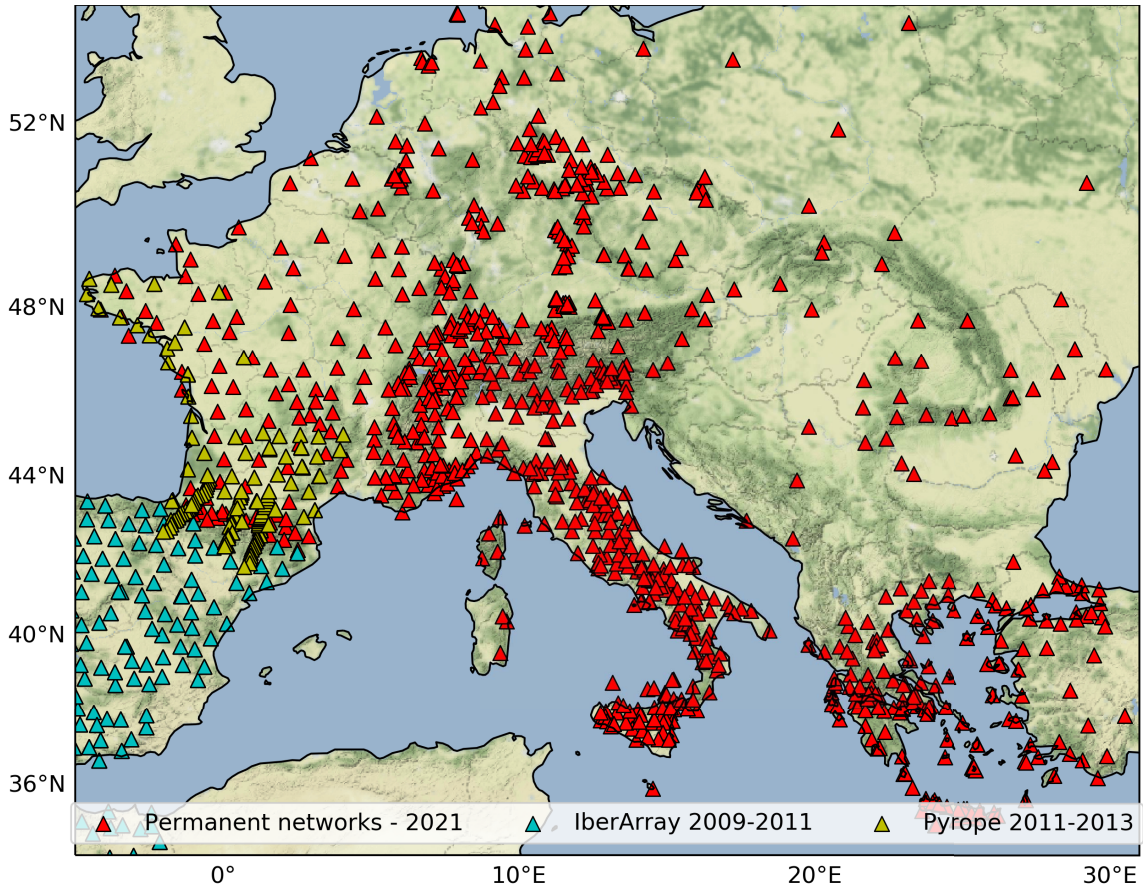 52°N
48°N
44°N
40°N
36°N
Permanent networks - 2021 IberArray 2009-2011 Pyrope 2011-2013
0° 10°E 20°E 30°E